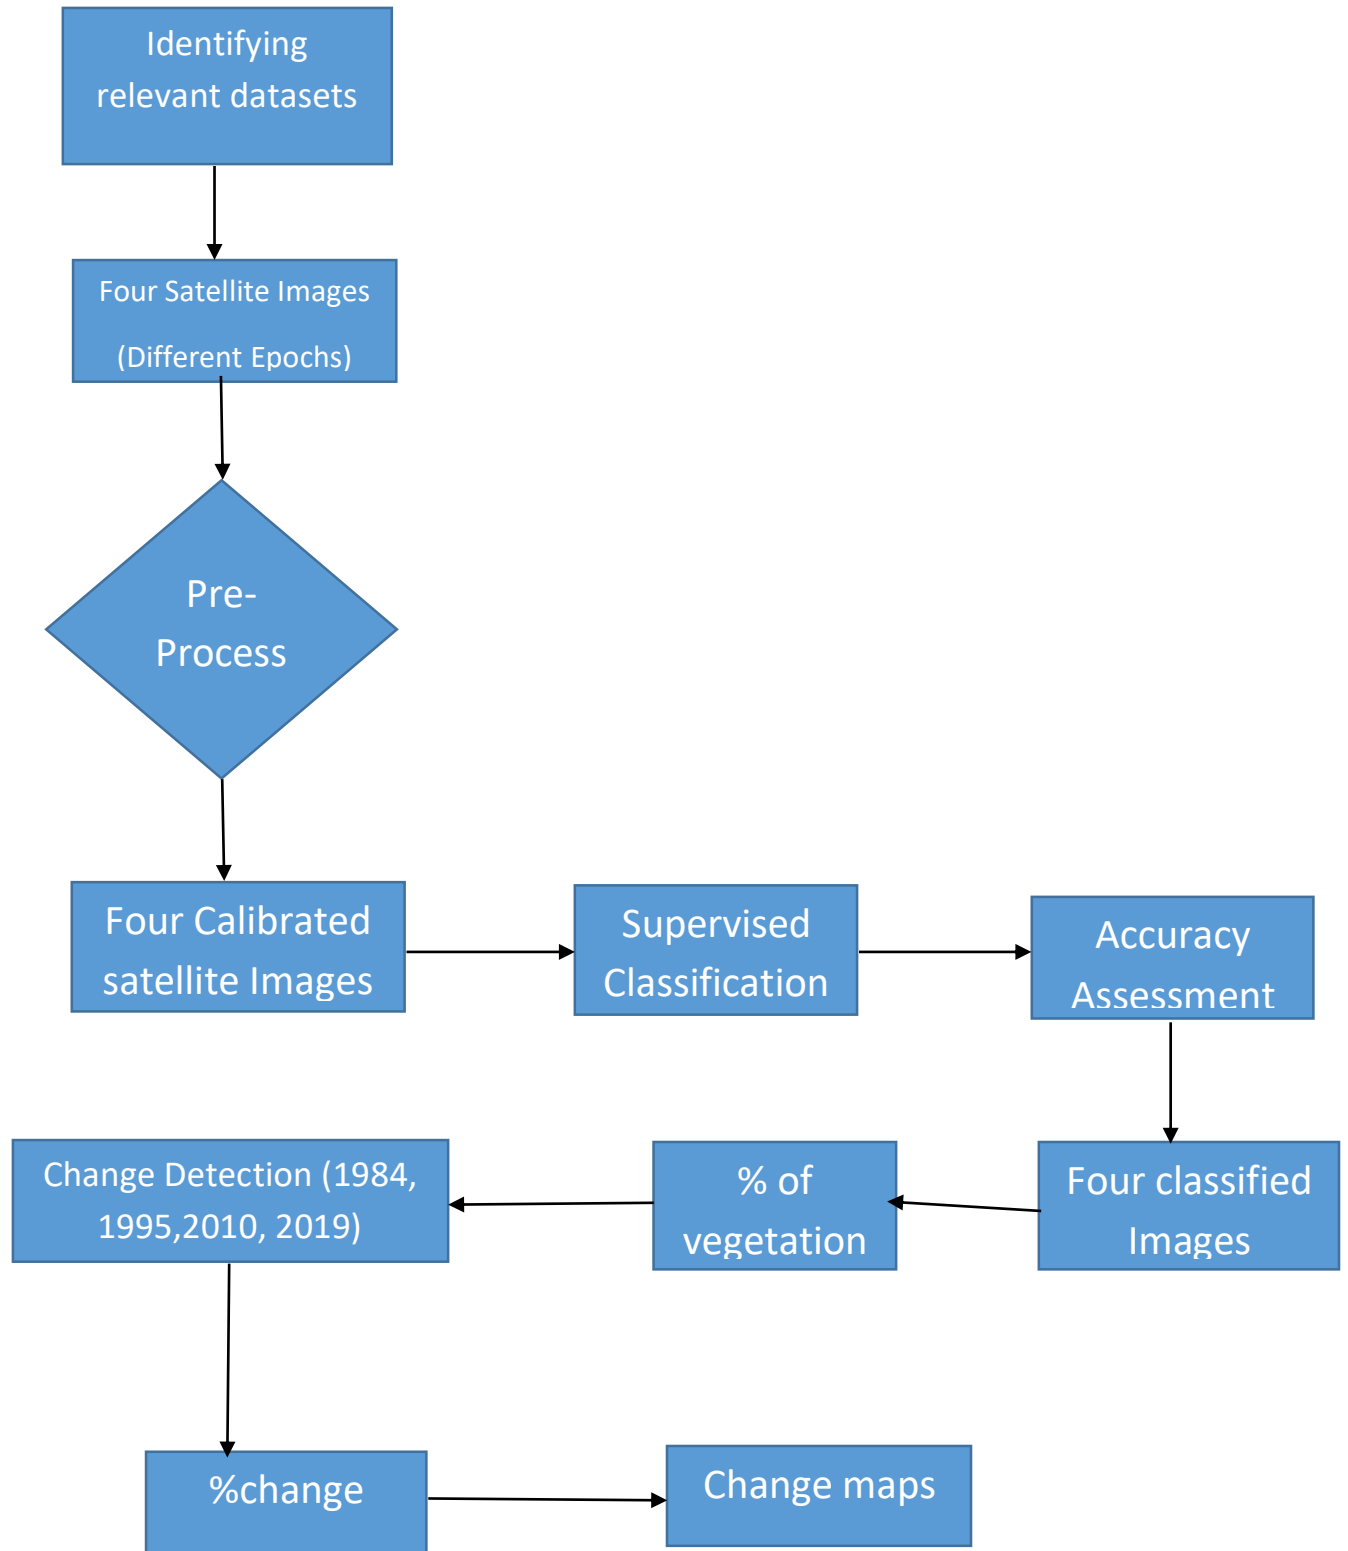 Identifying
relevant datasets
Four Satellite Images
(Different Epochs)
Pre-
Process
Four Calibrated
satellite Images
Supervised
Classification
Accuracy
Assessment
Four classified
Images
% of
vegetation
Change Detection (1984,
1995,2010, 2019)
%change
Change maps